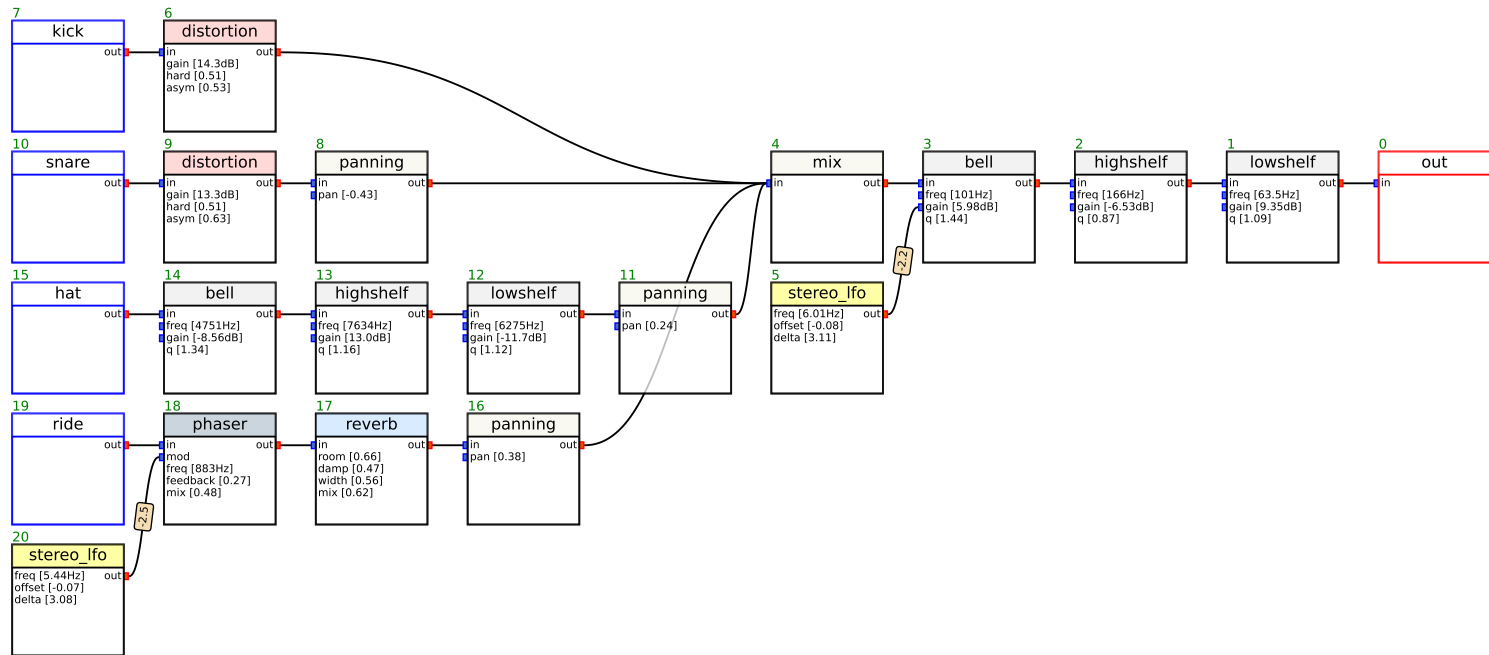 7
kick
out
6
distortion
in out
gain [14.3dB]
hard [0.51]
asym [0.53]
10
snare
out
9
distortion
in out
gain [13.3dB]
hard [0.51]
asym [0.63]
8
panning
in out
pan [-0.43]
4
mix
in out
3
bell
in out
freq [101Hz]
gain [5.98dB]
q [1.44]
2
highshelf
in out
freq [166Hz]
gain [-6.53dB]
q [0.87]
1
lowshelf
in out
freq [63.5Hz]
gain [9.35dB]
q [1.09]
0
out
in
15
hat
out
14
bell
in out
freq [4751Hz]
gain [-8.56dB]
q [1.34]
13
highshelf
in out
freq [7634Hz]
gain [13.0dB]
q [1.16]
12
lowshelf
in out
freq [6275Hz]
gain [-11.7dB]
q [1.12]
11
panning
in out
pan [0.24]
5
stereo_lfo
freq [6.01Hz] out
offset [-0.08]
delta [3.11]
-2.2
19
ride
out
18
phaser
in out
mod
freq [883Hz]
feedback [0.27]
mix [0.48]
17
reverb
in out
room [0.66]
damp [0.47]
width [0.56]
mix [0.62]
16
panning
in out
pan [0.38]
-2.5
20
stereo_lfo
freq [5.44Hz] out
offset [-0.07]
delta [3.08]